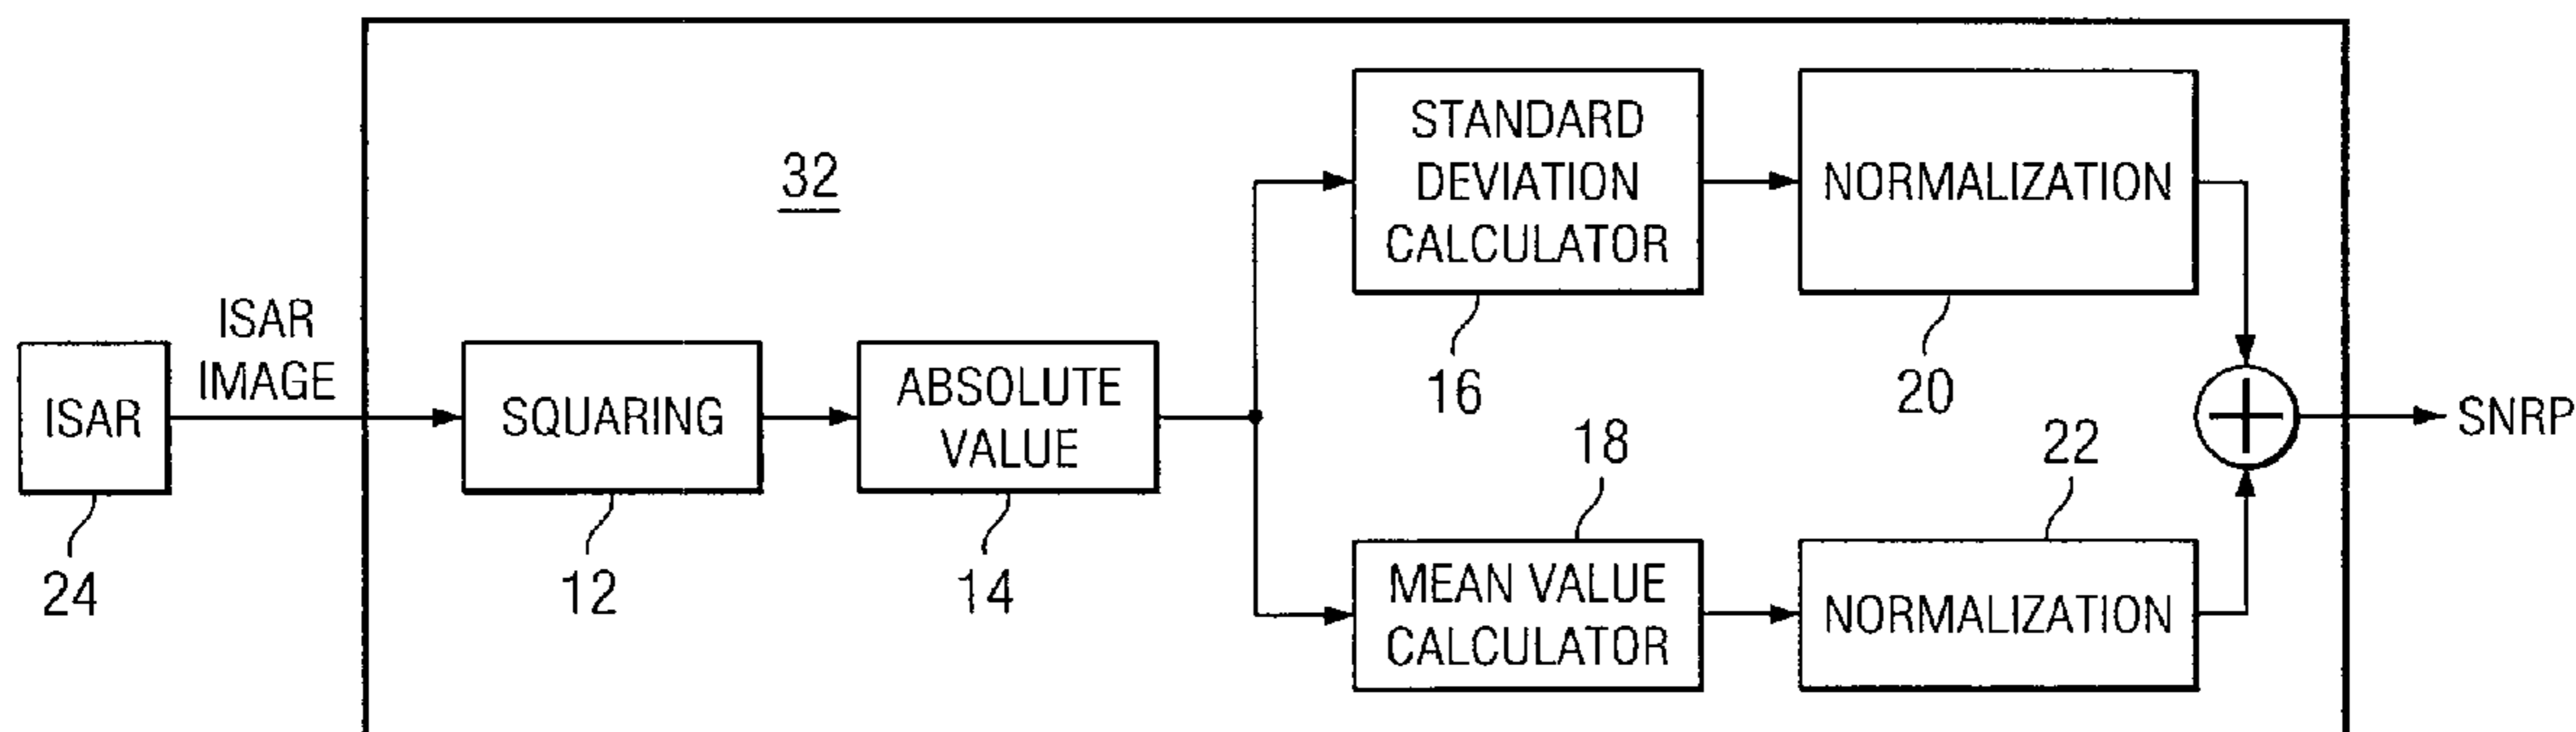 32
ISAR
24
ISAR
IMAGE
SQUARING
12
ABSOLUTE
VALUE
14
STANDARD
DEVIATION
CALCULATOR
16
NORMALIZATION
20
MEAN VALUE
CALCULATOR
18
NORMALIZATION
22
SNRP